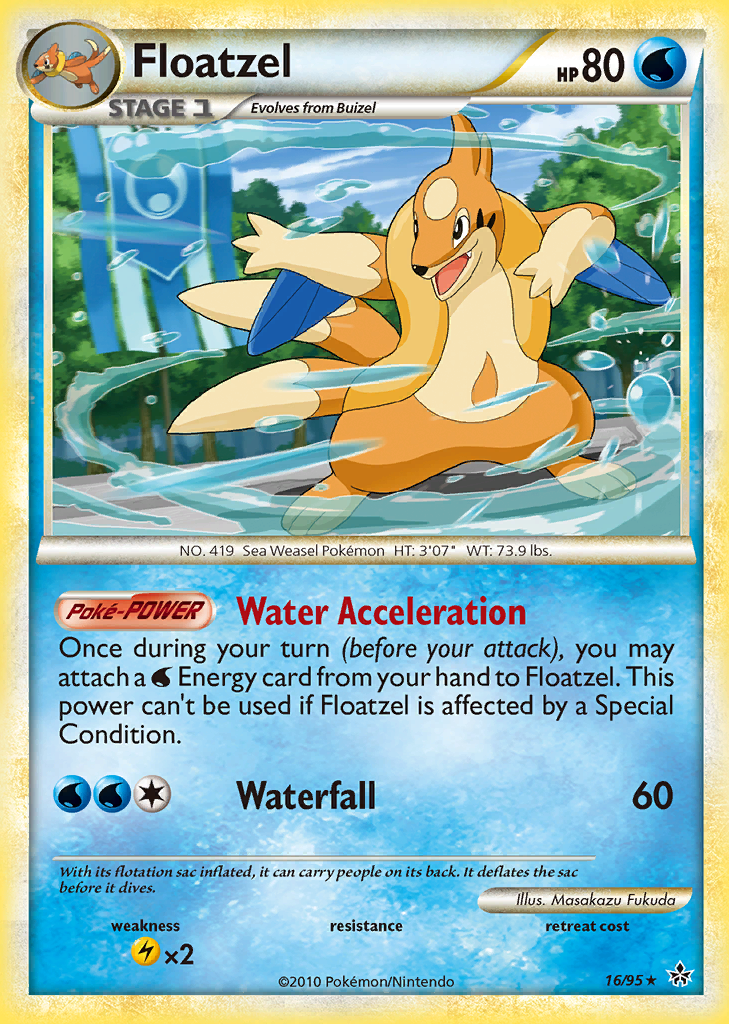 Floatzel
HP 80
STAGE 1
Evolves from Buizel
NO. 419 Sea Weasel Pokémon HT: 3'07" WT: 73.9 lbs.
Poké-POWER Water Acceleration
Once during your turn (before your attack), you may
attach a Energy card from your hand to Floatzel. This
power can't be used if Floatzel is affected by a Special
Condition.
Waterfall 60
With its flotation sac inflated, it can carry people on its back. It deflates the sac
before it dives.
Illus. Masakazu Fukuda
weakness resistance retreat cost
×2
©2010 Pokémon/Nintendo 16/95 ★